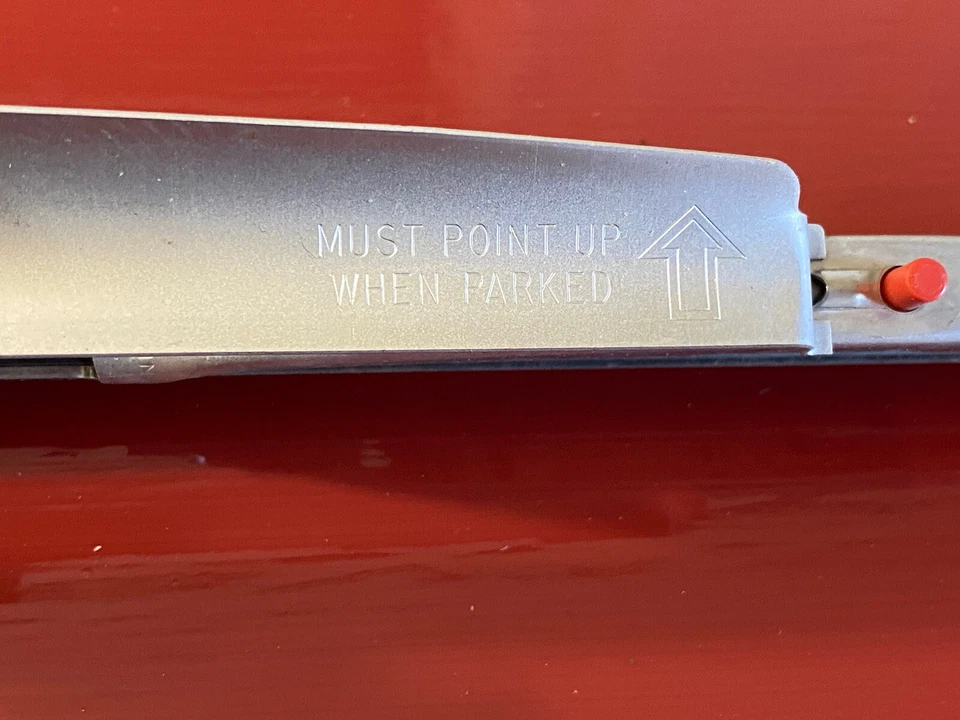 MUST POINT UP
WHEN PARKED